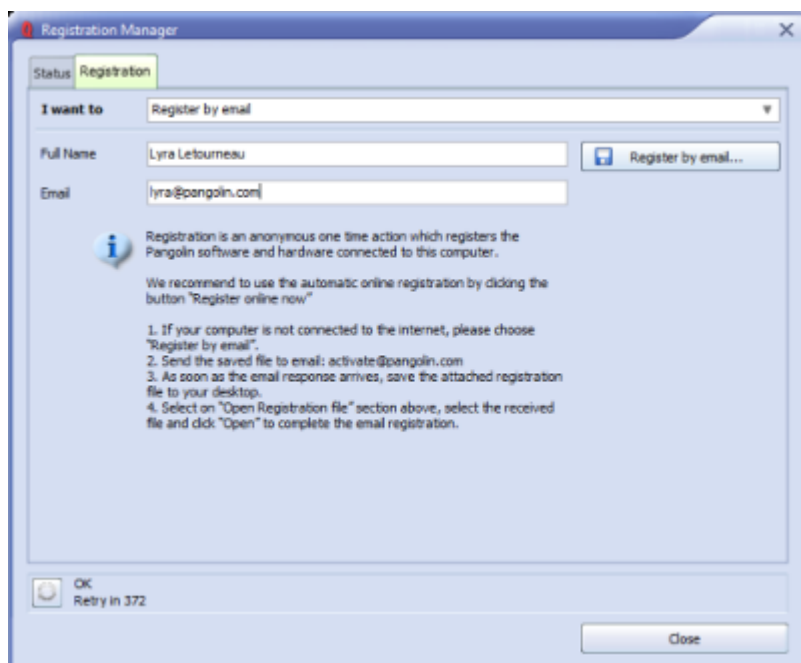 Registration Manager
Status Registration
I want to Register by email
Full Name Lyra Letourneau Register by email...
Email lyra@pangolin.com
Registration is an anonymous one time action which registers the
Pangolin software and hardware connected to this computer.
We recommend to use the automatic online registration by clicking the
button "Register online now"
1. If your computer is not connected to the internet, please choose
"Register by email".
2. Send the saved file to email: activate@pangolin.com
3. As soon as the email response arrives, save the attached registration
file to your desktop.
4. Select on "Open Registration file" section above, select the received
file and click "Open" to complete the email registration.
OK
Retry in 372
Close